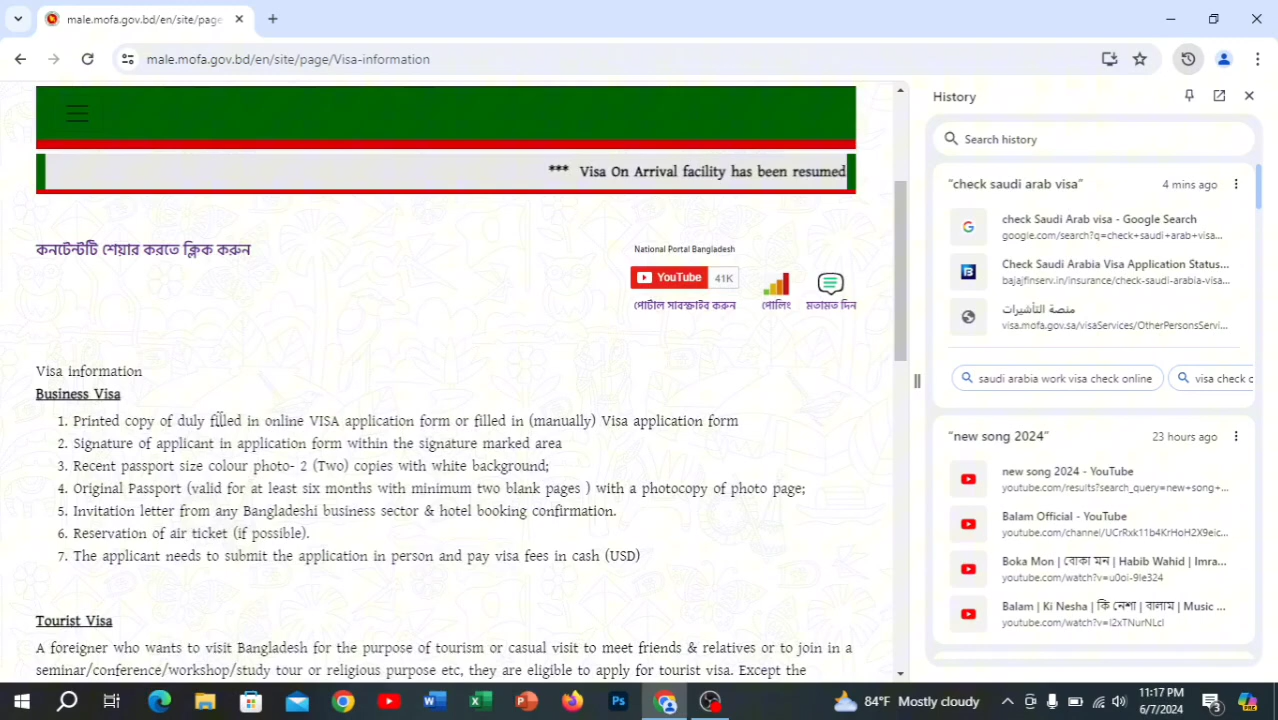 male.mofa.gov.bd/en/site/page
male.mofa.gov.bd/en/site/page/Visa-information
*** Visa On Arrival facility has been resumed
কনটেন্টটি শেয়ার করতে ক্লিক করুন
National Portal Bangladesh
YouTube 41K
পোর্টাল সাবস্ক্রাইব করুন
পোলিং
মতামত দিন
Visa information
Business Visa
1. Printed copy of duly filled in online VISA application form or filled in (manually) Visa application form
2. Signature of applicant in application form within the signature marked area
3. Recent passport size colour photo- 2 (Two) copies with white background;
4. Original Passport (valid for at least six months with minimum two blank pages ) with a photocopy of photo page;
5. Invitation letter from any Bangladeshi business sector & hotel booking confirmation.
6. Reservation of air ticket (if possible).
7. The applicant needs to submit the application in person and pay visa fees in cash (USD)
Tourist Visa
A foreigner who wants to visit Bangladesh for the purpose of tourism or casual visit to meet friends & relatives or to join in a
seminar/conference/workshop/study tour or religious purpose etc, they are eligible to apply for tourist visa. Except the
History
Search history
"check saudi arab visa" 4 mins ago
check Saudi Arab visa - Google Search
google.com/search?q=check+saudi+arab+visa...
Check Saudi Arabia Visa Application Status...
bajajfinserv.in/insurance/check-saudi-arabia-visa...
منصة التأشيرات
visa.mofa.gov.sa/visaServices/OtherPersonsServi...
saudi arabia work visa check online
visa check c
"new song 2024" 23 hours ago
new song 2024 - YouTube
youtube.com/results?search_query=new+song+...
Balam Official - YouTube
youtube.com/channel/UCrRxk11b4KrHoH2X9eic...
Boka Mon | বোকা মন | Habib Wahid | Imra...
youtube.com/watch?v=u0oi-9Ie324
Balam | Ki Nesha | কি নেশা | বালাম | Music ...
youtube.com/watch?v=I2xTNurNLcI
84°F Mostly cloudy
11:17 PM
6/7/2024
3